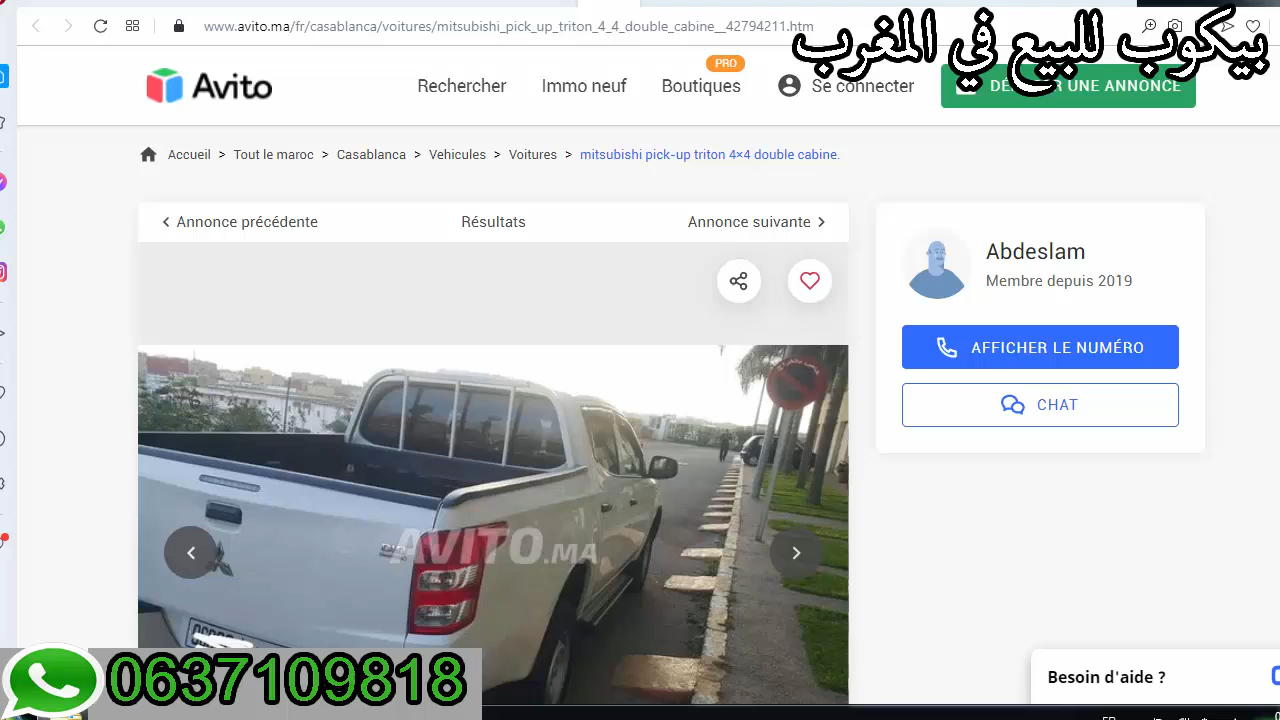 www.avito.ma/fr/casablanca/voitures/mitsubishi_pick_up_triton_4_4_double_cabine__42794211.htm
بيكوب للبيع في المغرب
Avito
Rechercher
Immo neuf
PRO
Boutiques
Se connecter
UNE ANNONCE
Accueil > Tout le maroc > Casablanca > Vehicules > Voitures > mitsubishi pick-up triton 4×4 double cabine.
Annonce précédente
Résultats
Annonce suivante
Abdeslam
Membre depuis 2019
AFFICHER LE NUMÉRO
CHAT
AVITO.MA
Besoin d'aide ?
0637109818